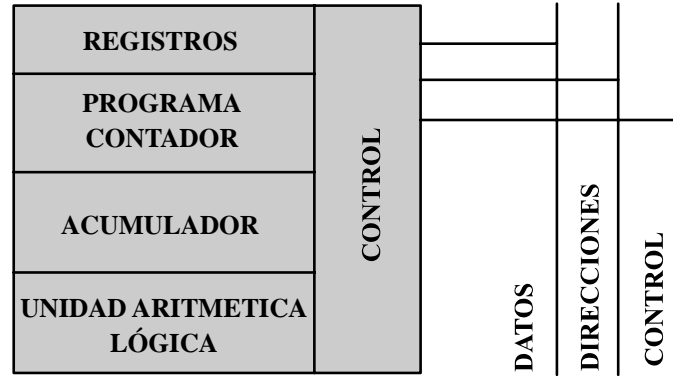 REGISTROS
PROGRAMA
CONTADOR
ACUMULADOR
UNIDAD ARITMETICA
LÓGICA
CONTROL
DATOS
DIRECCIONES
CONTROL